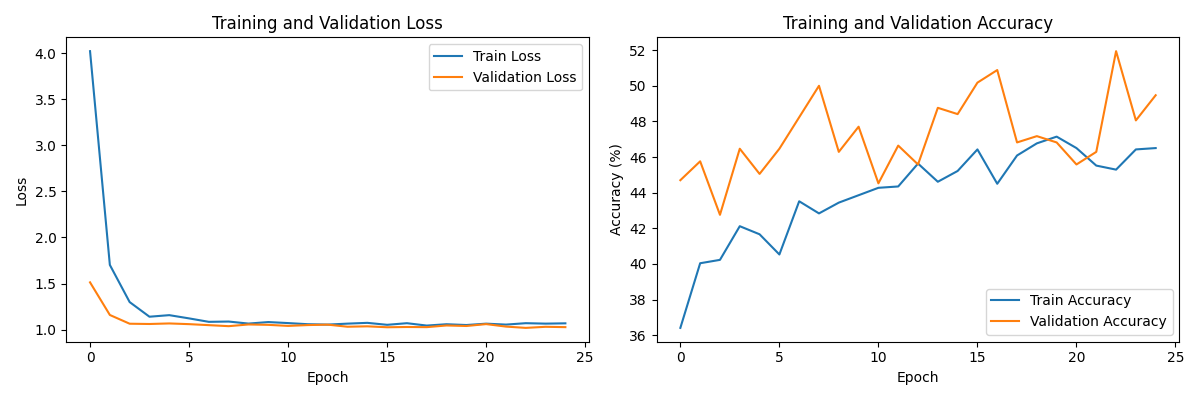 Training and Validation Loss
4.0
3.5
3.0
2.5
2.0
1.5
1.0
Loss
0 5 10 15 20 25
Epoch
Train Loss
Validation Loss
Training and Validation Accuracy
52
50
48
46
44
42
40
38
36
Accuracy (%)
0 5 10 15 20 25
Epoch
Train Accuracy
Validation Accuracy